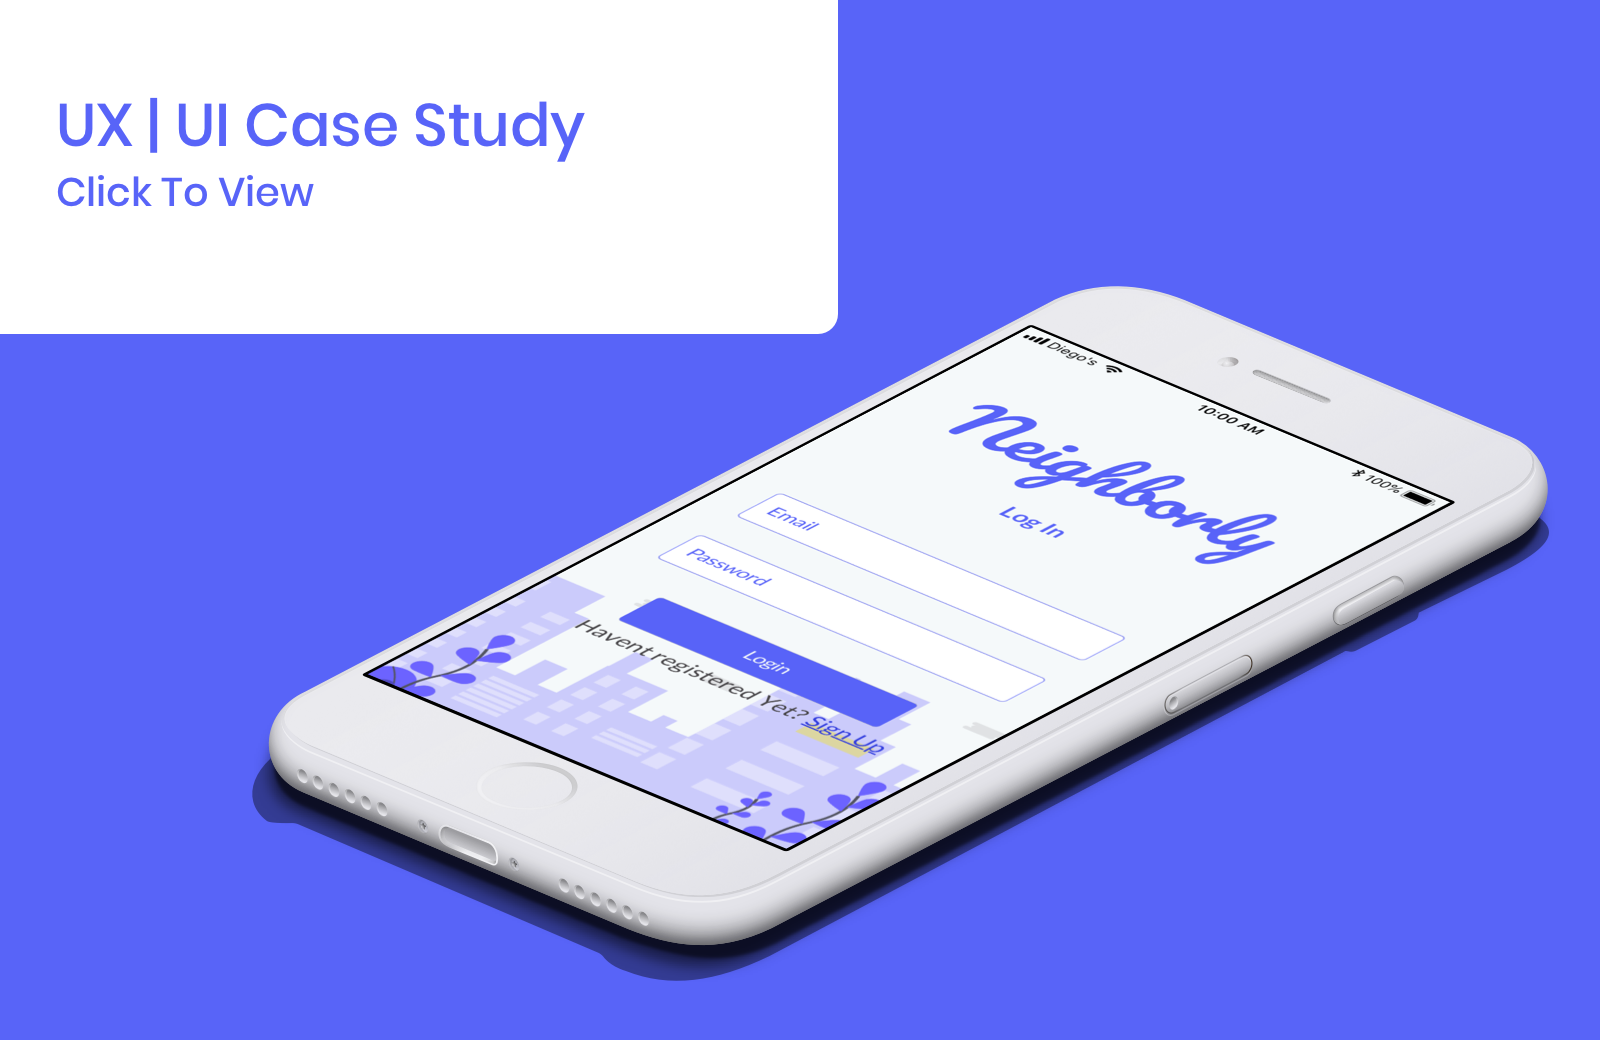 UX | UI Case Study
Click To View
Diego's
10:00 AM
100%
Neighbonly
Log In
Email
Password
Login
Havent registered Yet? Sign Up